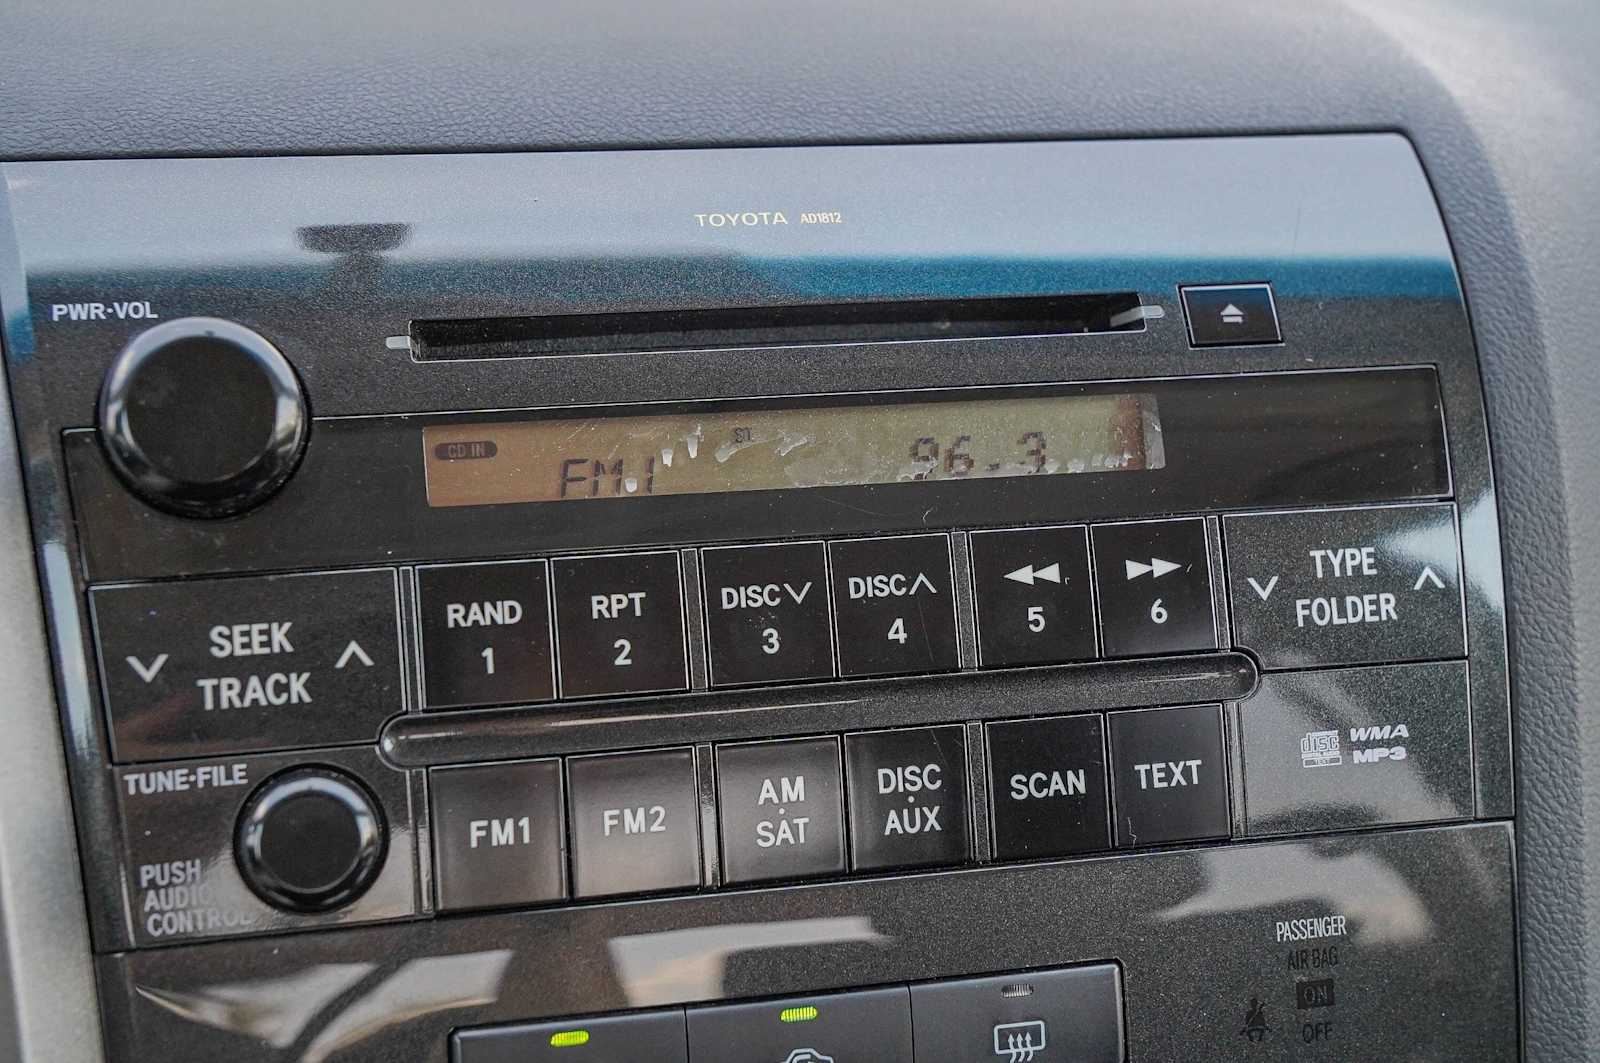 TOYOTA AD1812
PWR·VOL
CD IN
ST
FM1
96.3
SEEK
TRACK
RAND
1
RPT
2
DISC
3
DISC
4
5
6
TYPE
FOLDER
TUNE·FILE
PUSH
AUDIO
CONTROL
FM1
FM2
AM
·
SAT
DISC
·
AUX
SCAN
TEXT
disc
TEXT
WMA
MP3
PASSENGER
AIR BAG
ON
OFF